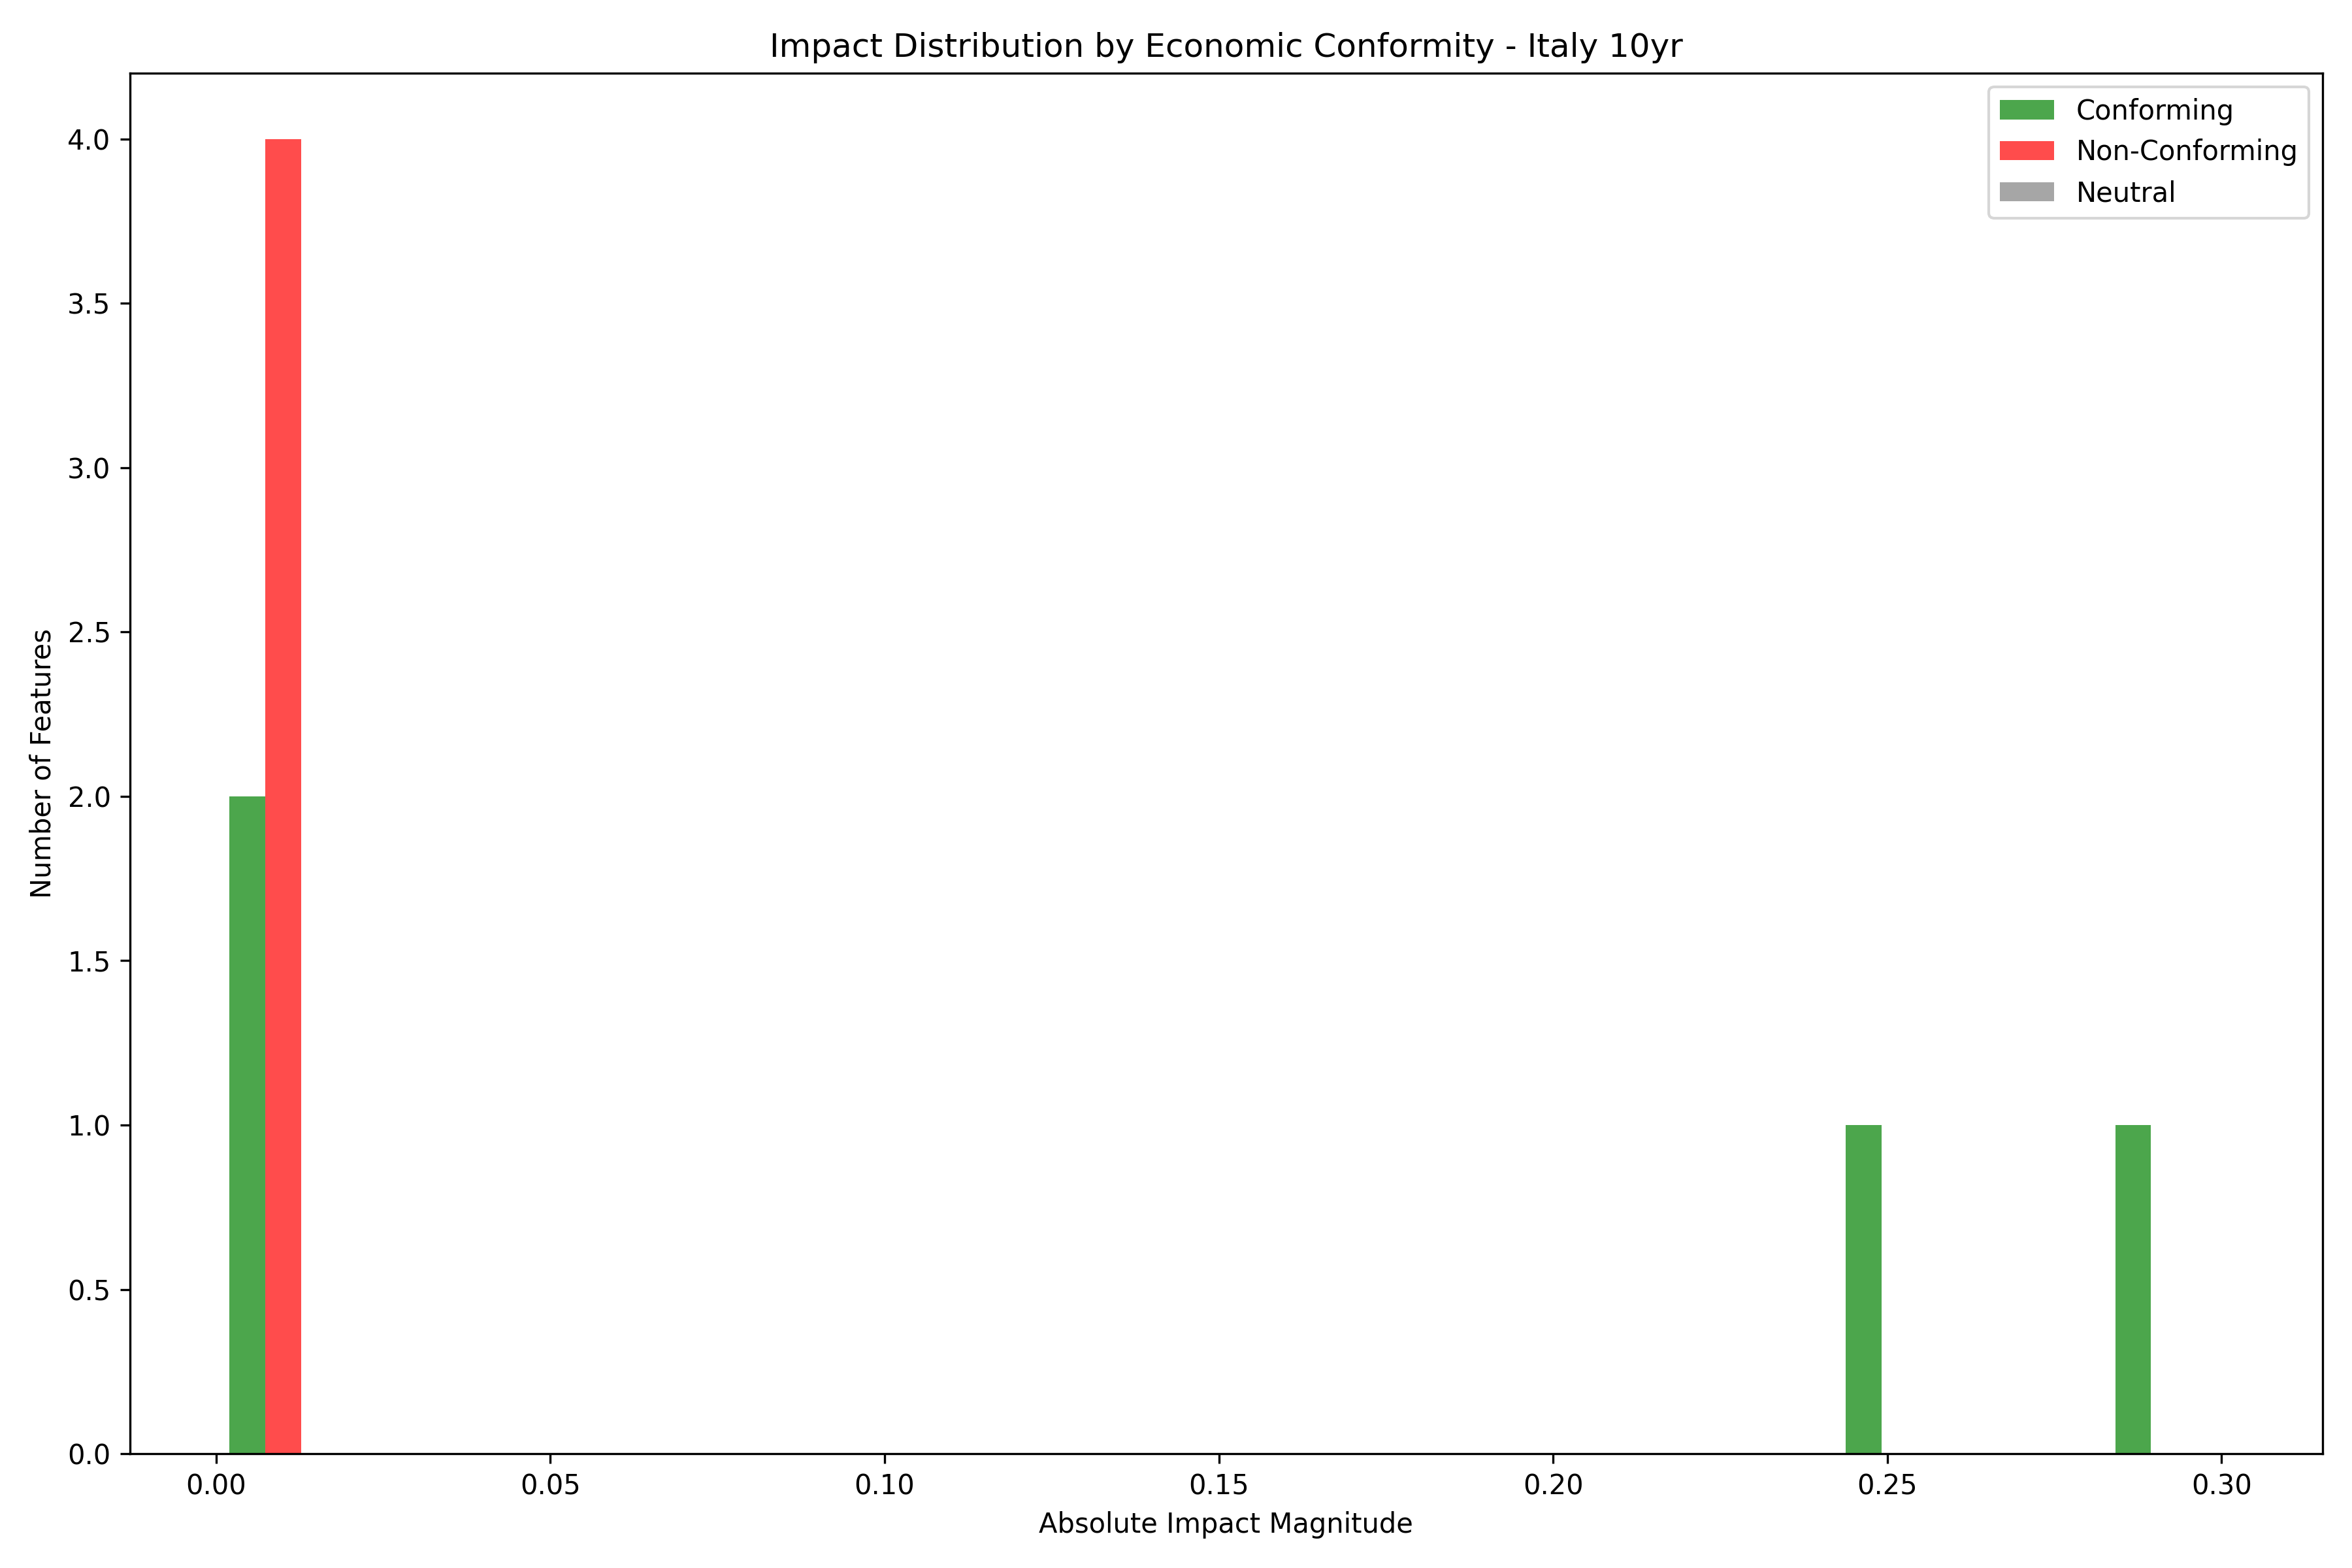 Impact Distribution by Economic Conformity - Italy 10yr
Conforming
Non-Conforming
Neutral
Number of Features
4.0
3.5
3.0
2.5
2.0
1.5
1.0
0.5
0.0
0.00
0.05
0.10
0.15
0.20
0.25
0.30
Absolute Impact Magnitude